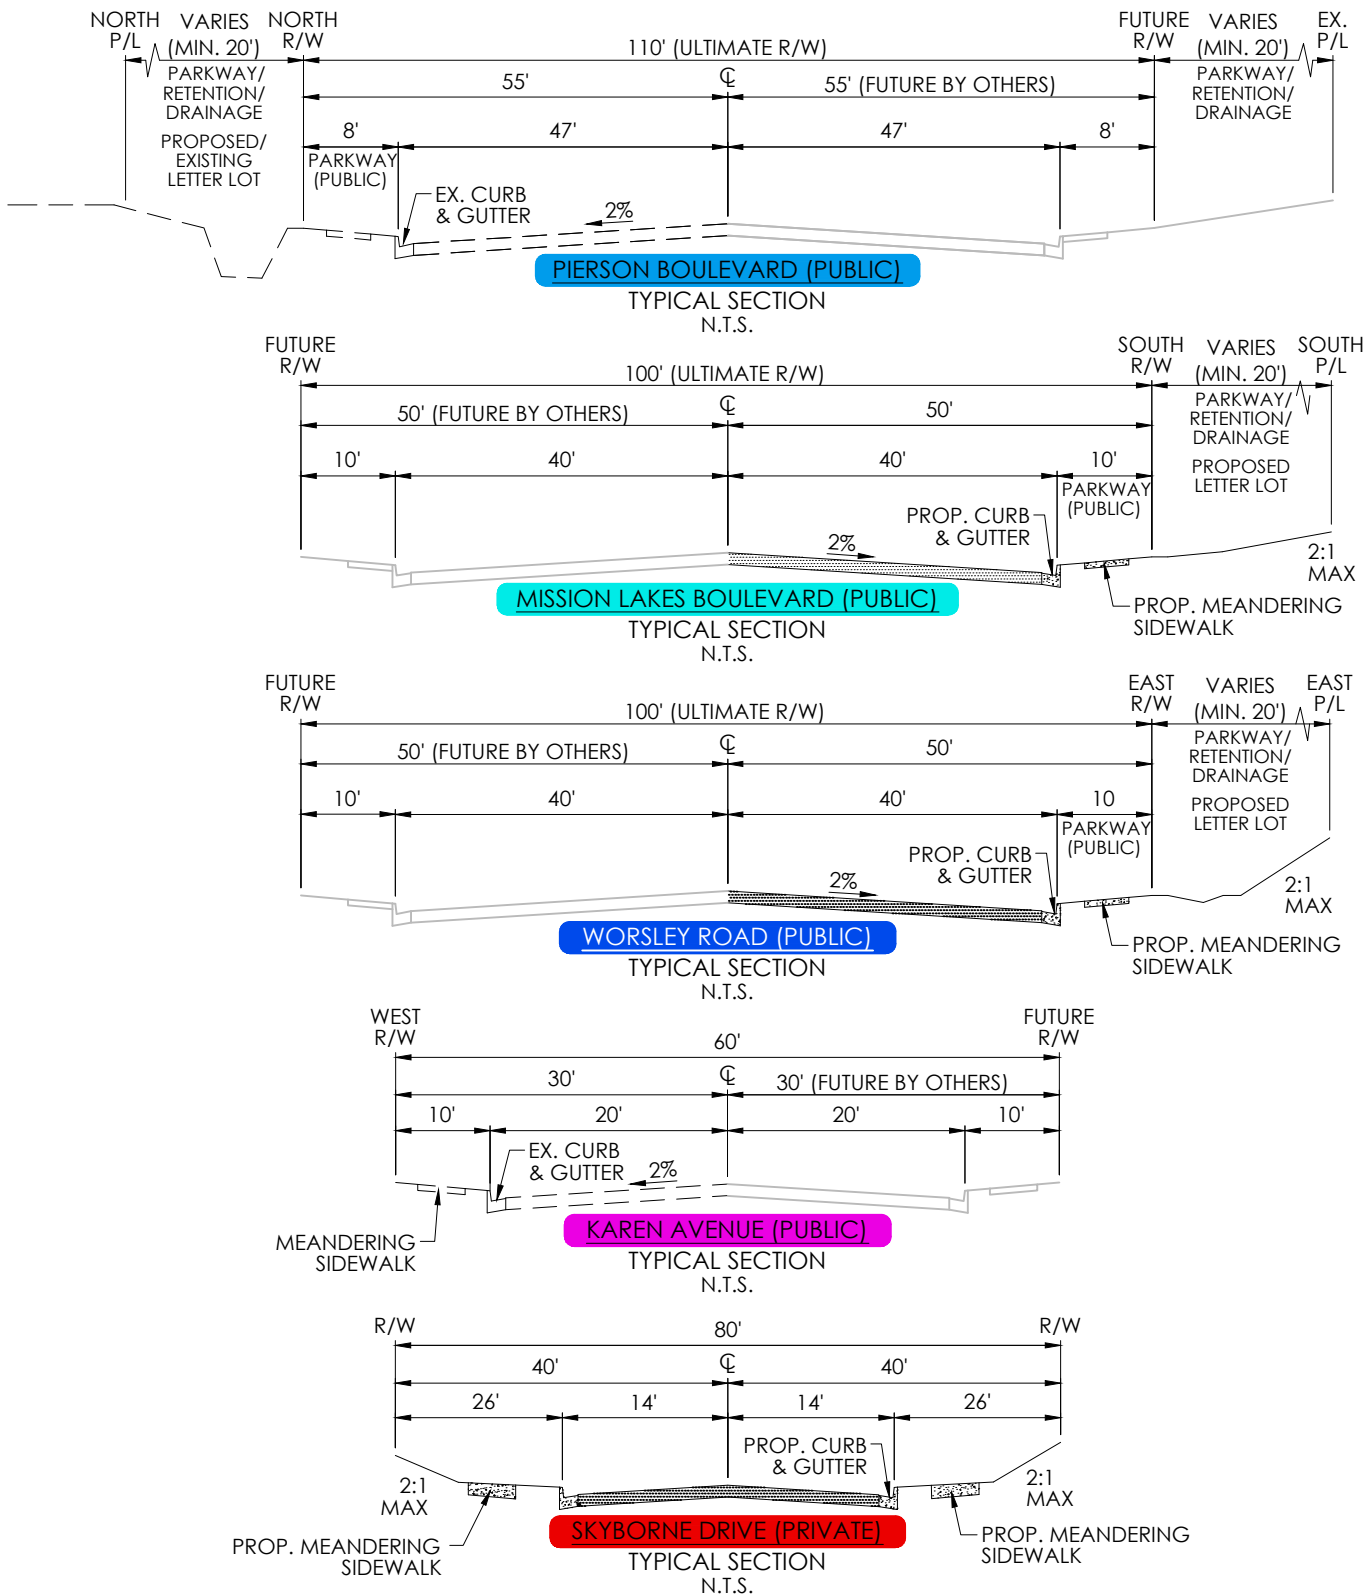 NORTH
P/L
VARIES
(MIN. 20')
NORTH
R/W
FUTURE
R/W
VARIES
(MIN. 20')
EX.
P/L
110' (ULTIMATE R/W)
PARKWAY/
RETENTION/
DRAINAGE
PROPOSED/
EXISTING
LETTER LOT
55'
℄
55' (FUTURE BY OTHERS)
PARKWAY/
RETENTION/
DRAINAGE
8'
47'
47'
8'
PARKWAY
(PUBLIC)
EX. CURB
& GUTTER
2%
PIERSON BOULEVARD (PUBLIC)
TYPICAL SECTION
N.T.S.
FUTURE
R/W
SOUTH
R/W
VARIES
(MIN. 20')
SOUTH
P/L
100' (ULTIMATE R/W)
50' (FUTURE BY OTHERS)
℄
50'
PARKWAY/
RETENTION/
DRAINAGE
PROPOSED
LETTER LOT
10'
40'
40'
10'
PARKWAY
(PUBLIC)
PROP. CURB
& GUTTER
2%
2:1
MAX
MISSION LAKES BOULEVARD (PUBLIC)
PROP. MEANDERING
SIDEWALK
TYPICAL SECTION
N.T.S.
FUTURE
R/W
EAST
R/W
VARIES
(MIN. 20')
EAST
P/L
100' (ULTIMATE R/W)
50' (FUTURE BY OTHERS)
℄
50'
PARKWAY/
RETENTION/
DRAINAGE
PROPOSED
LETTER LOT
10'
40'
40'
10
PARKWAY
(PUBLIC)
PROP. CURB
& GUTTER
2%
2:1
MAX
WORSLEY ROAD (PUBLIC)
PROP. MEANDERING
SIDEWALK
TYPICAL SECTION
N.T.S.
WEST
R/W
FUTURE
R/W
60'
30'
℄
30' (FUTURE BY OTHERS)
10'
20'
20'
10'
EX. CURB
& GUTTER
2%
MEANDERING
SIDEWALK
KAREN AVENUE (PUBLIC)
TYPICAL SECTION
N.T.S.
R/W
80'
R/W
40'
℄
40'
26'
14'
14'
26'
PROP. CURB
& GUTTER
2:1
MAX
2:1
MAX
PROP. MEANDERING
SIDEWALK
SKYBORNE DRIVE (PRIVATE)
PROP. MEANDERING
SIDEWALK
TYPICAL SECTION
N.T.S.